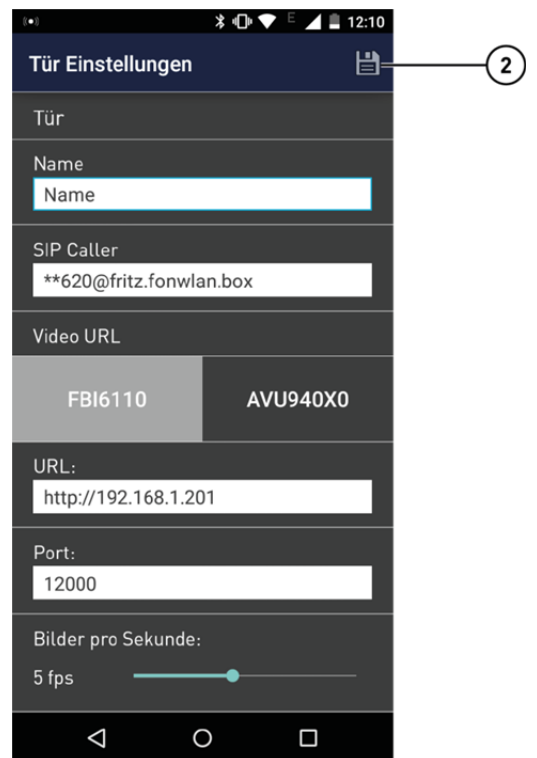 E 12:10
Tür Einstellungen
2
Tür
Name
Name
SIP Caller
**620@fritz.fonwlan.box
Video URL
FBI6110 AVU940X0
URL:
http://192.168.1.201
Port:
12000
Bilder pro Sekunde:
5 fps